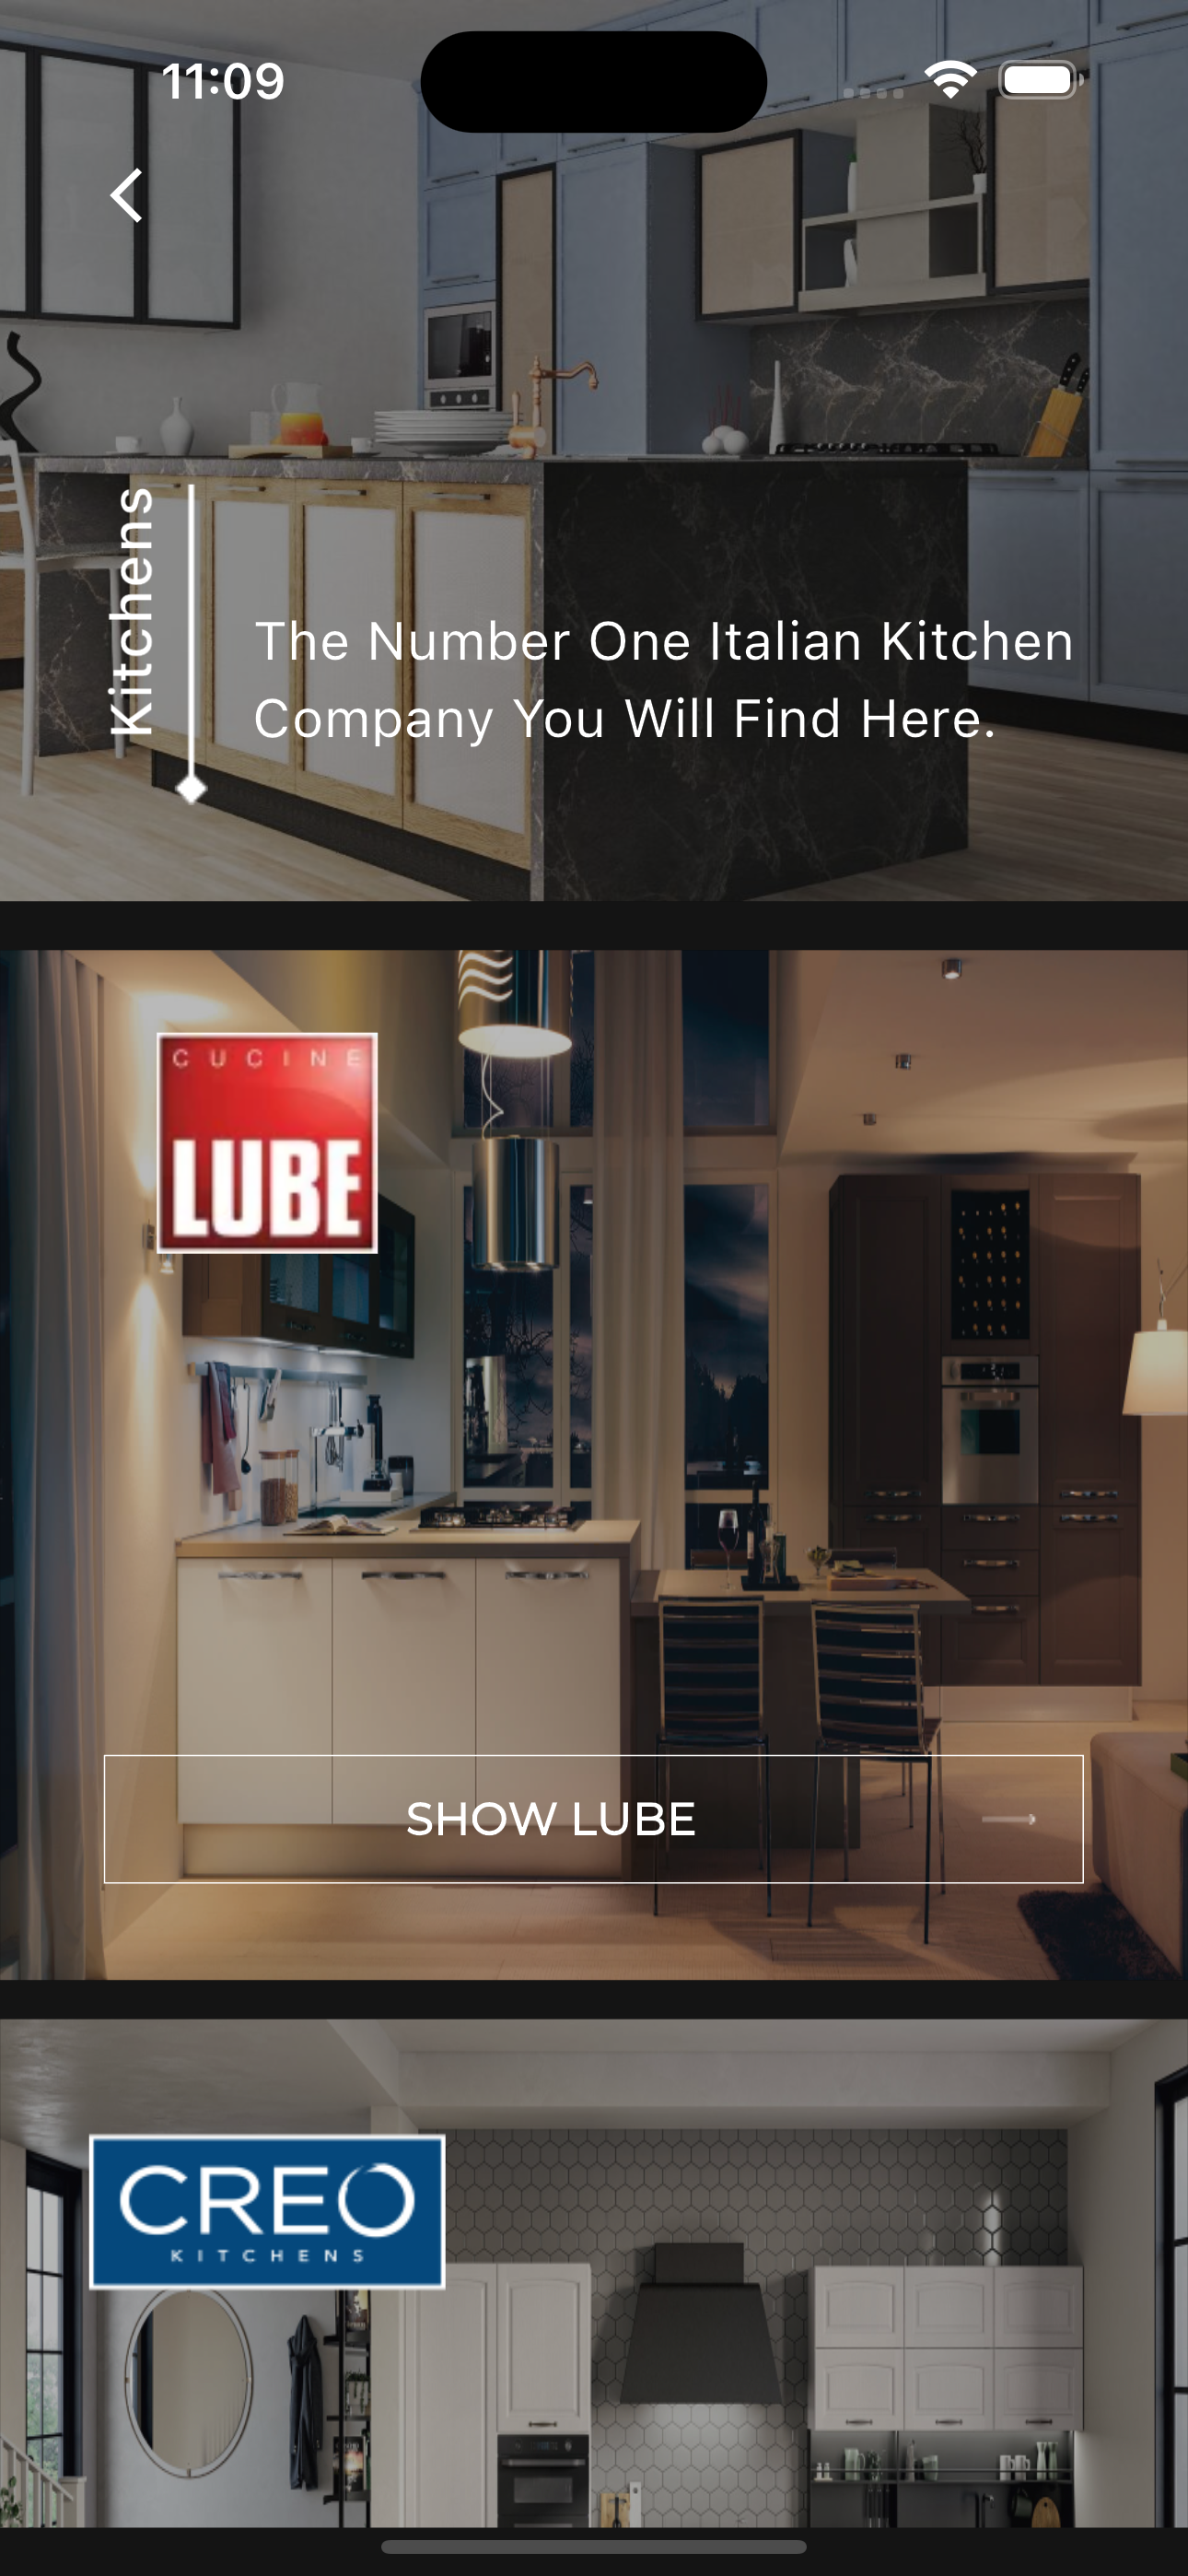 11:09
Kitchens
The Number One Italian Kitchen
Company You Will Find Here.
CUCINE
LUBE
SHOW LUBE
CREO
KITCHENS